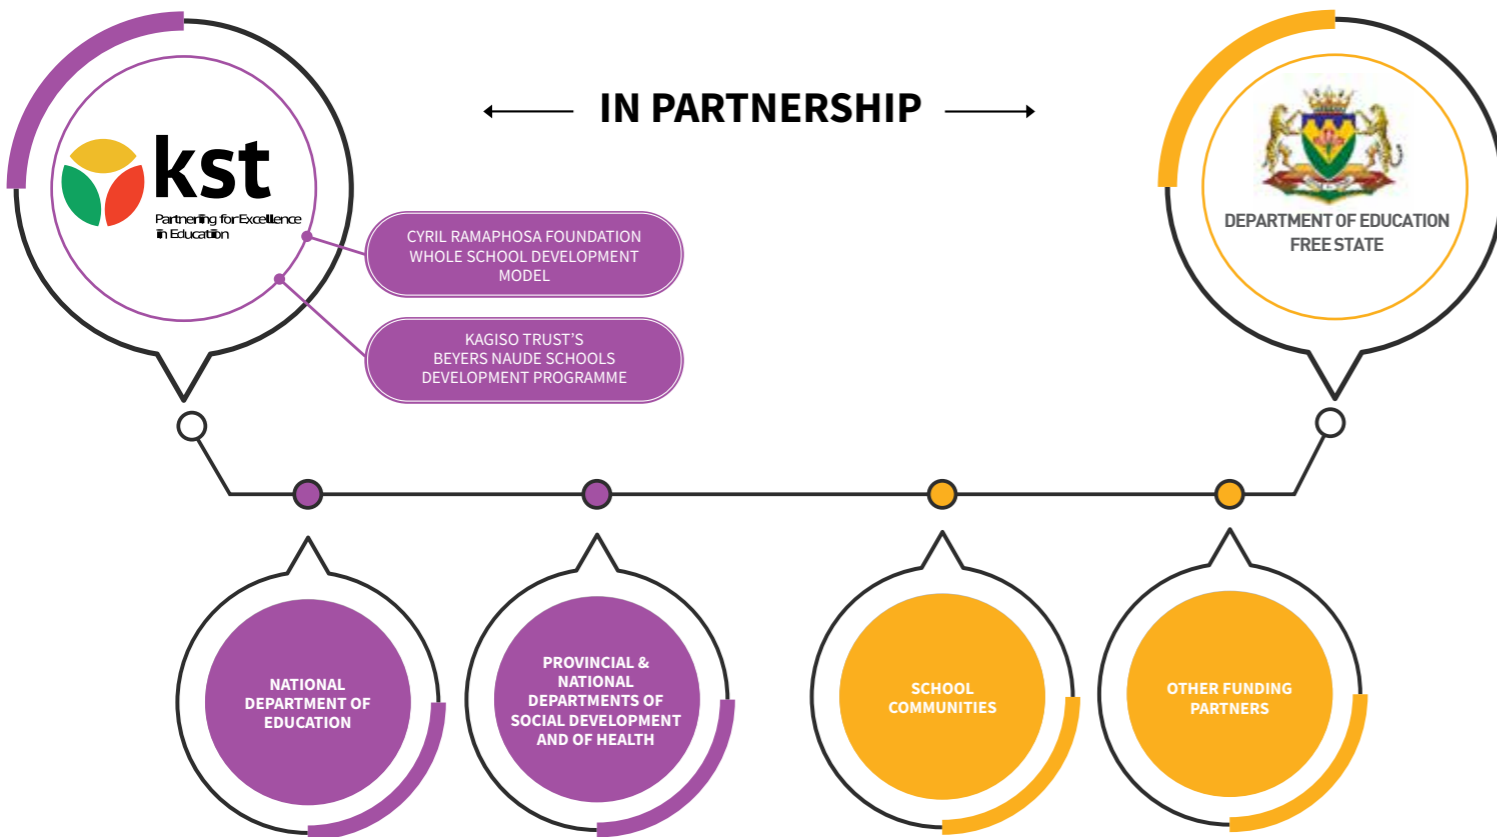 IN PARTNERSHIP
kst
Partnering for Excellence
in Education
CYRIL RAMAPHOSA FOUNDATION
WHOLE SCHOOL DEVELOPMENT
MODEL
KAGISO TRUST’S
BEYERS NAUDE SCHOOLS
DEVELOPMENT PROGRAMME
DEPARTMENT OF EDUCATION
FREE STATE
NATIONAL
DEPARTMENT OF
EDUCATION
PROVINCIAL &
NATIONAL
DEPARTMENTS OF
SOCIAL DEVELOPMENT
AND OF HEALTH
SCHOOL
COMMUNITIES
OTHER FUNDING
PARTNERS